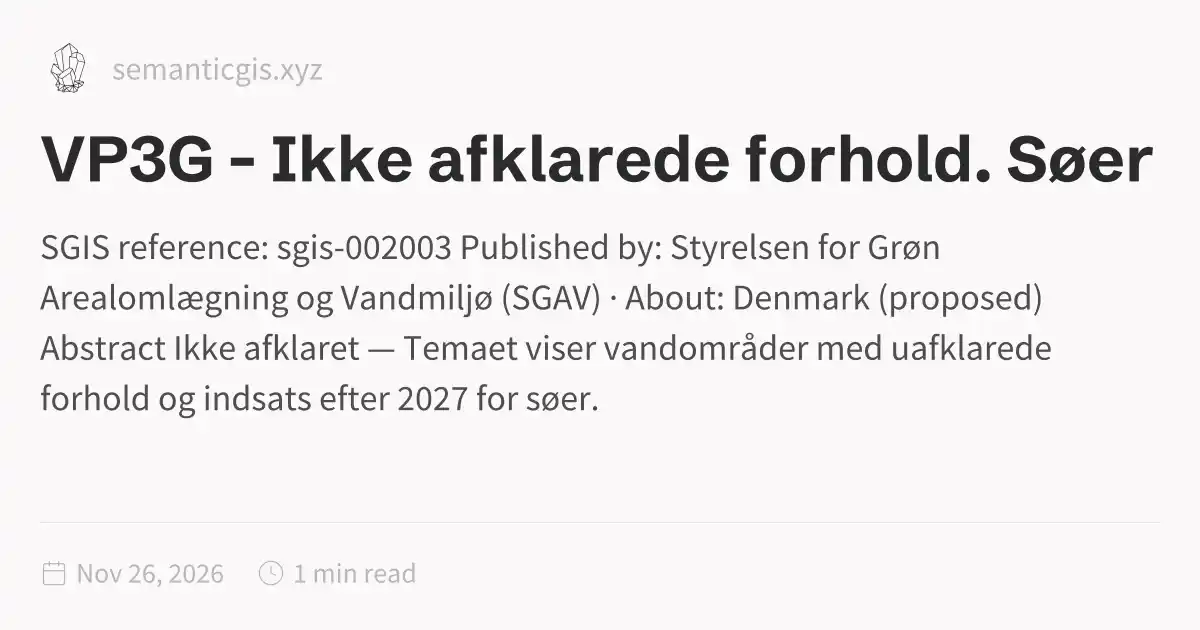 semanticgis.xyz
VP3G - Ikke afklarede forhold. Søer
SGIS reference: sgis-002003 Published by: Styrelsen for Grøn
Arealomlægning og Vandmiljø (SGAV) · About: Denmark (proposed)
Abstract Ikke afklaret — Temaet viser vandområder med uafklarede
forhold og indsats efter 2027 for søer.
Nov 26, 2026 1 min read